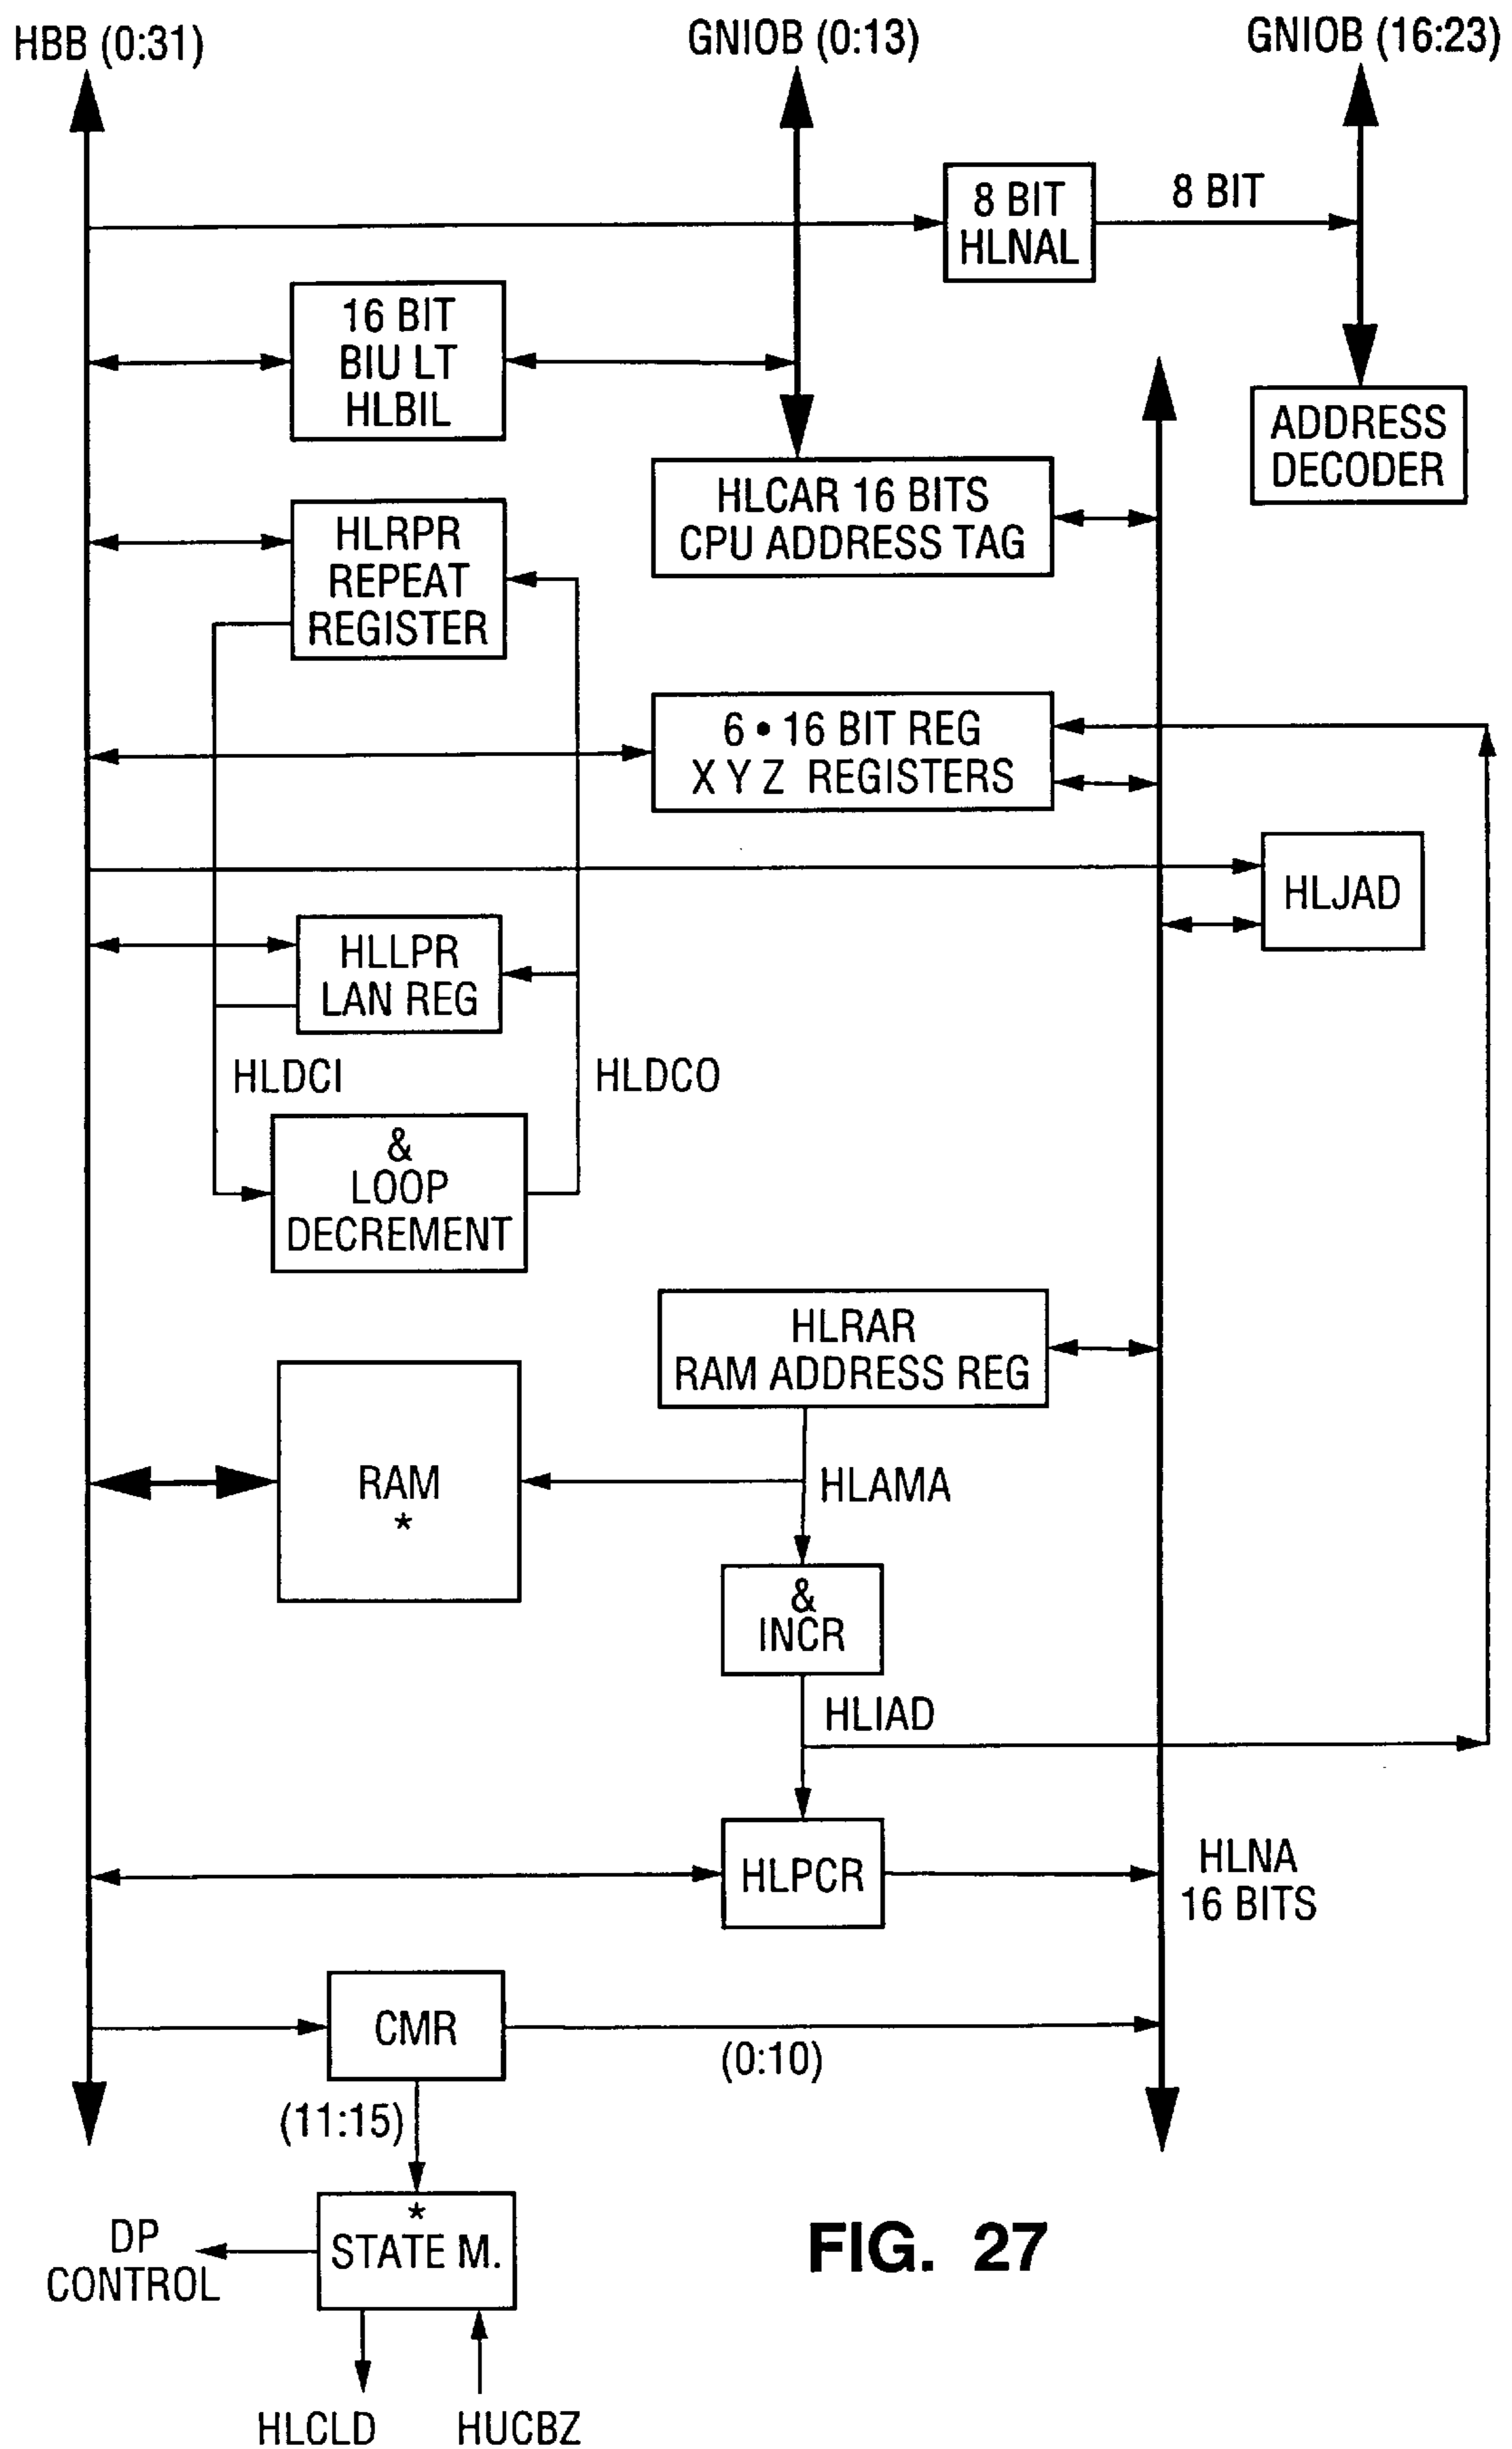 HBB (0:31)
GNIOB (0:13)
GNIOB (16:23)
8 BIT
HLNAL
8 BIT
16 BIT
BIU LT
HLBIL
ADDRESS
DECODER
HLCAR 16 BITS
CPU ADDRESS TAG
HLRPR
REPEAT
REGISTER
6 • 16 BIT REG
X Y Z REGISTERS
HLJAD
HLLPR
LAN REG
HLDCI
HLDCO
&
LOOP
DECREMENT
HLRAR
RAM ADDRESS REG
RAM
*
HLAMA
&
INCR
HLIAD
HLPCR
HLNA
16 BITS
CMR
(0:10)
(11:15)
*
STATE M.
DP
CONTROL
FIG. 27
HLCLD
HUCBZ